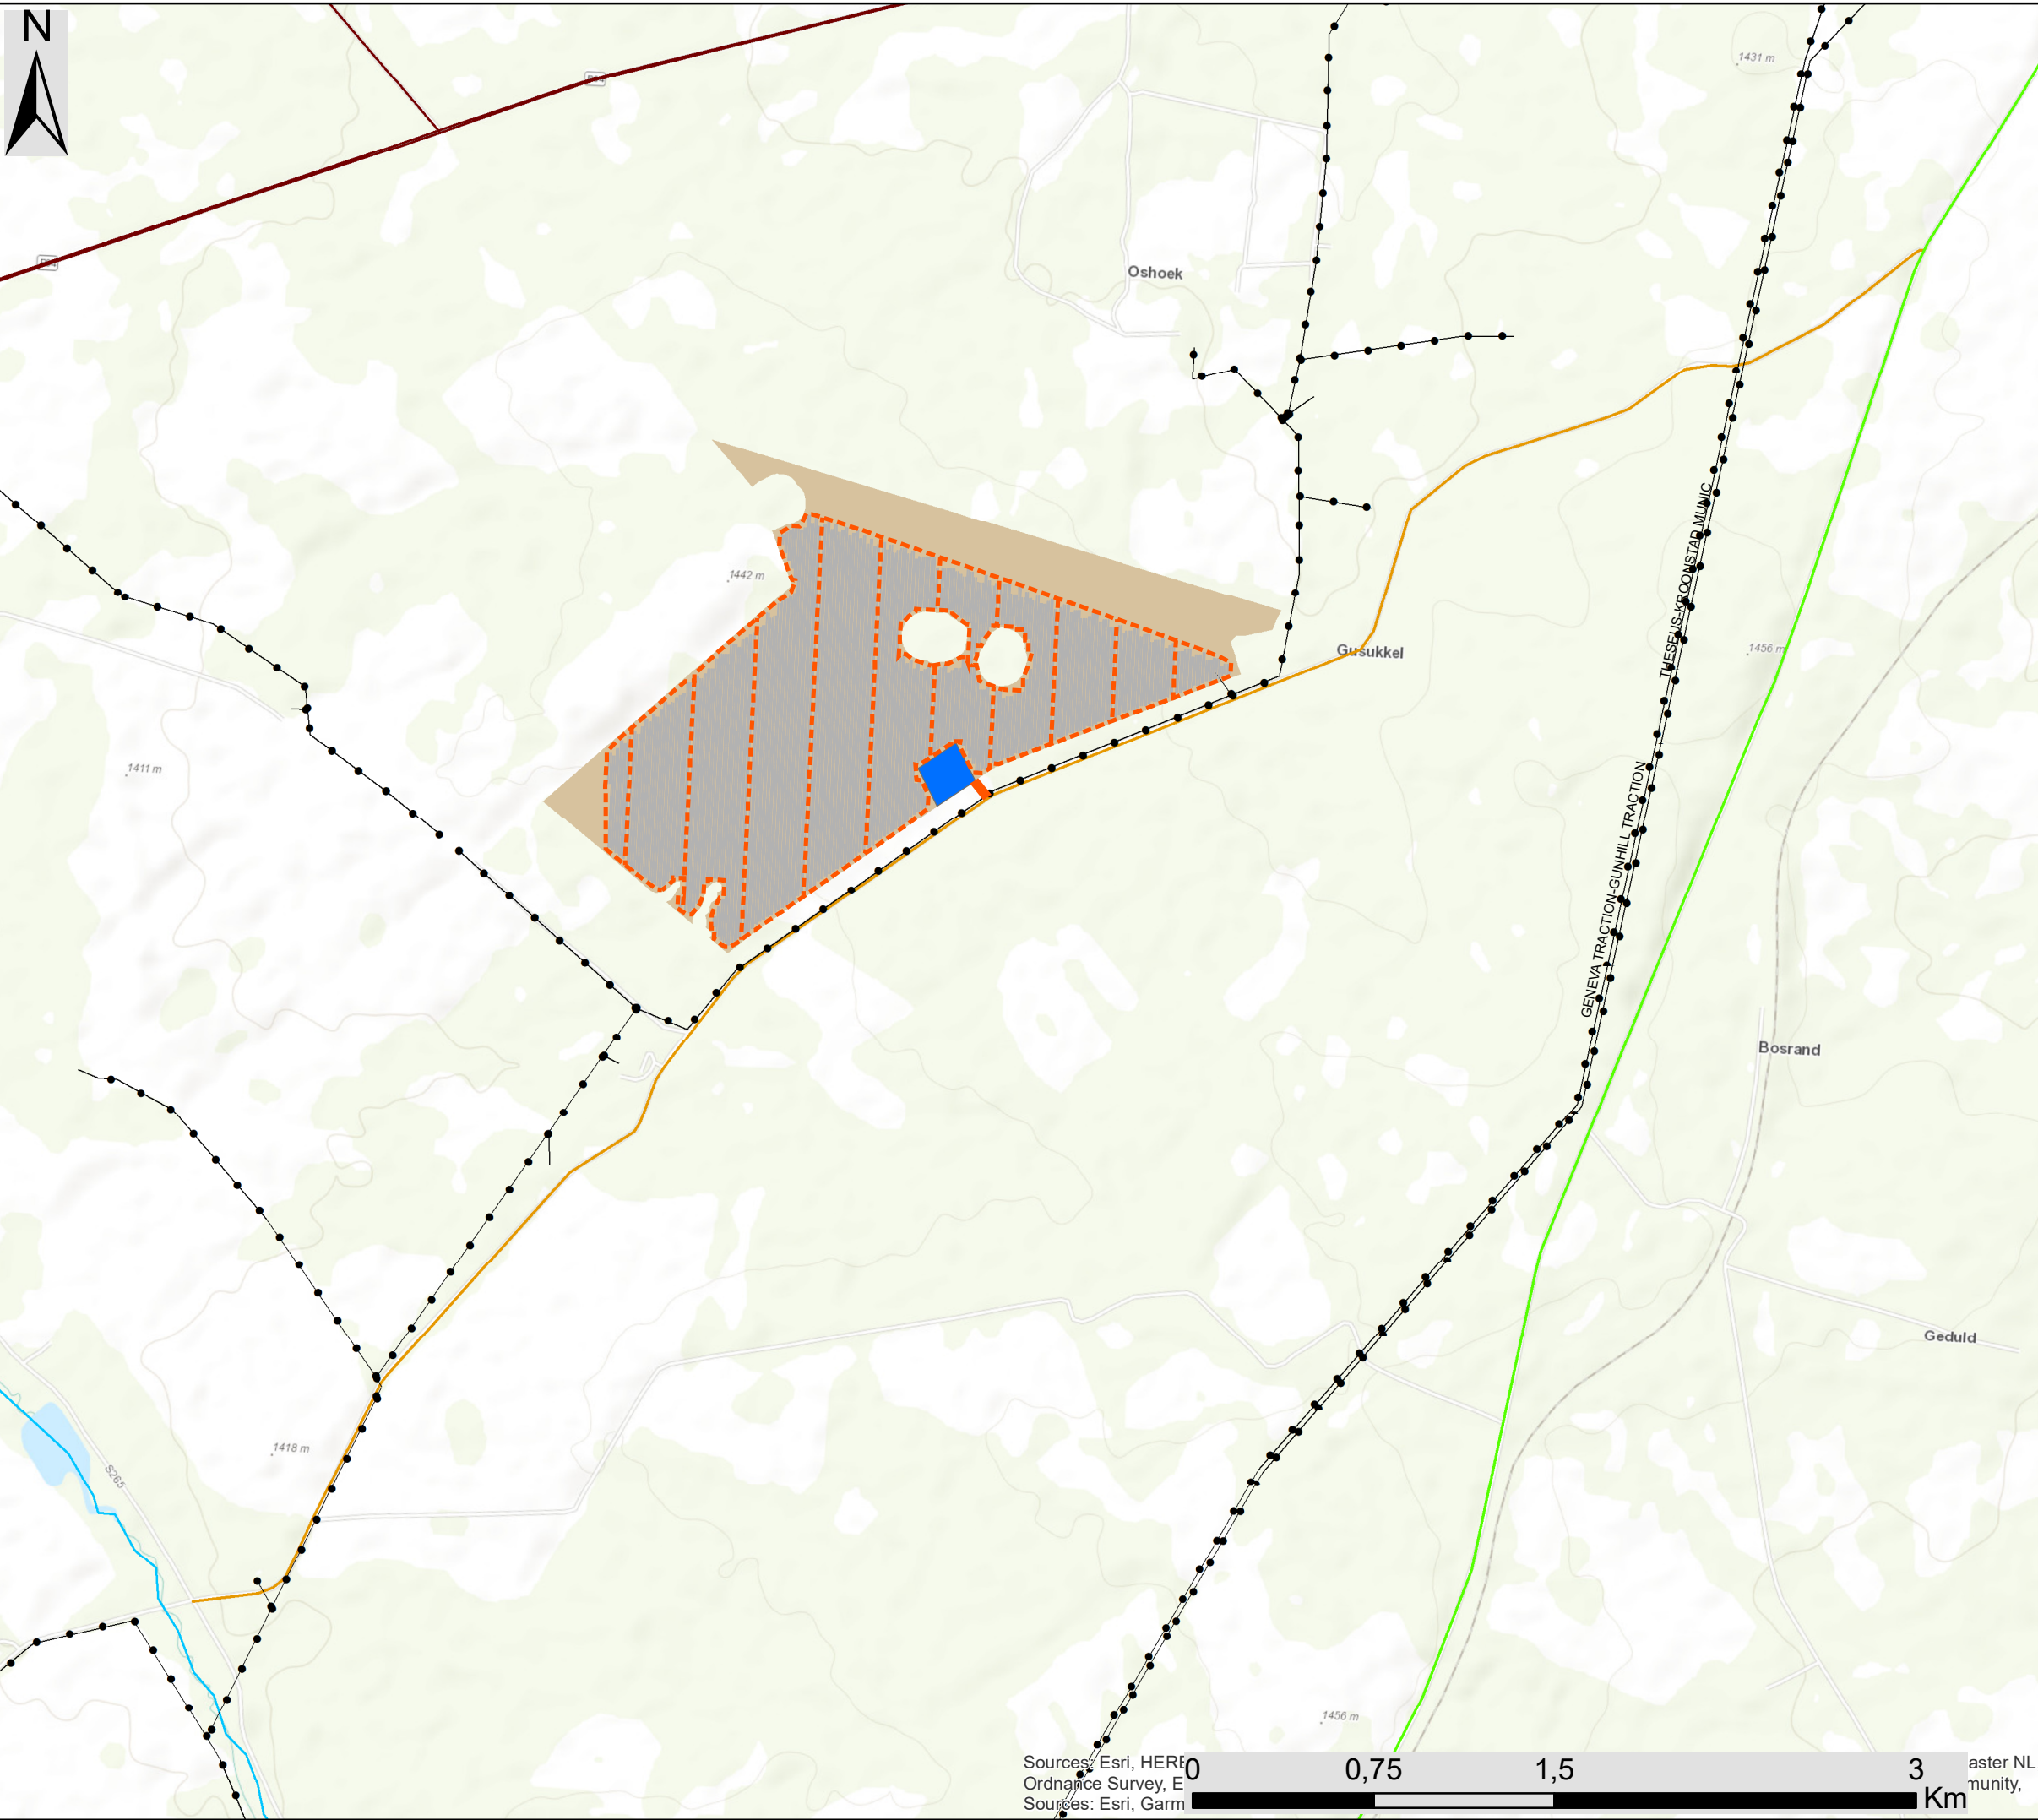 N
1431 m
Oshoek
1442 m
THESEUS-KROONSTAD MUNIC
Gusukkel
1456 m
1411 m
GENEVA TRACTION-GUNHILL TRACTION
Bosrand
Geduld
1418 m
S265
1456 m
Sources: Esri, HERE aster NL
Ordnance Survey, E munity,
Sources: Esri, Garm
0 0,75 1,5 3
Km